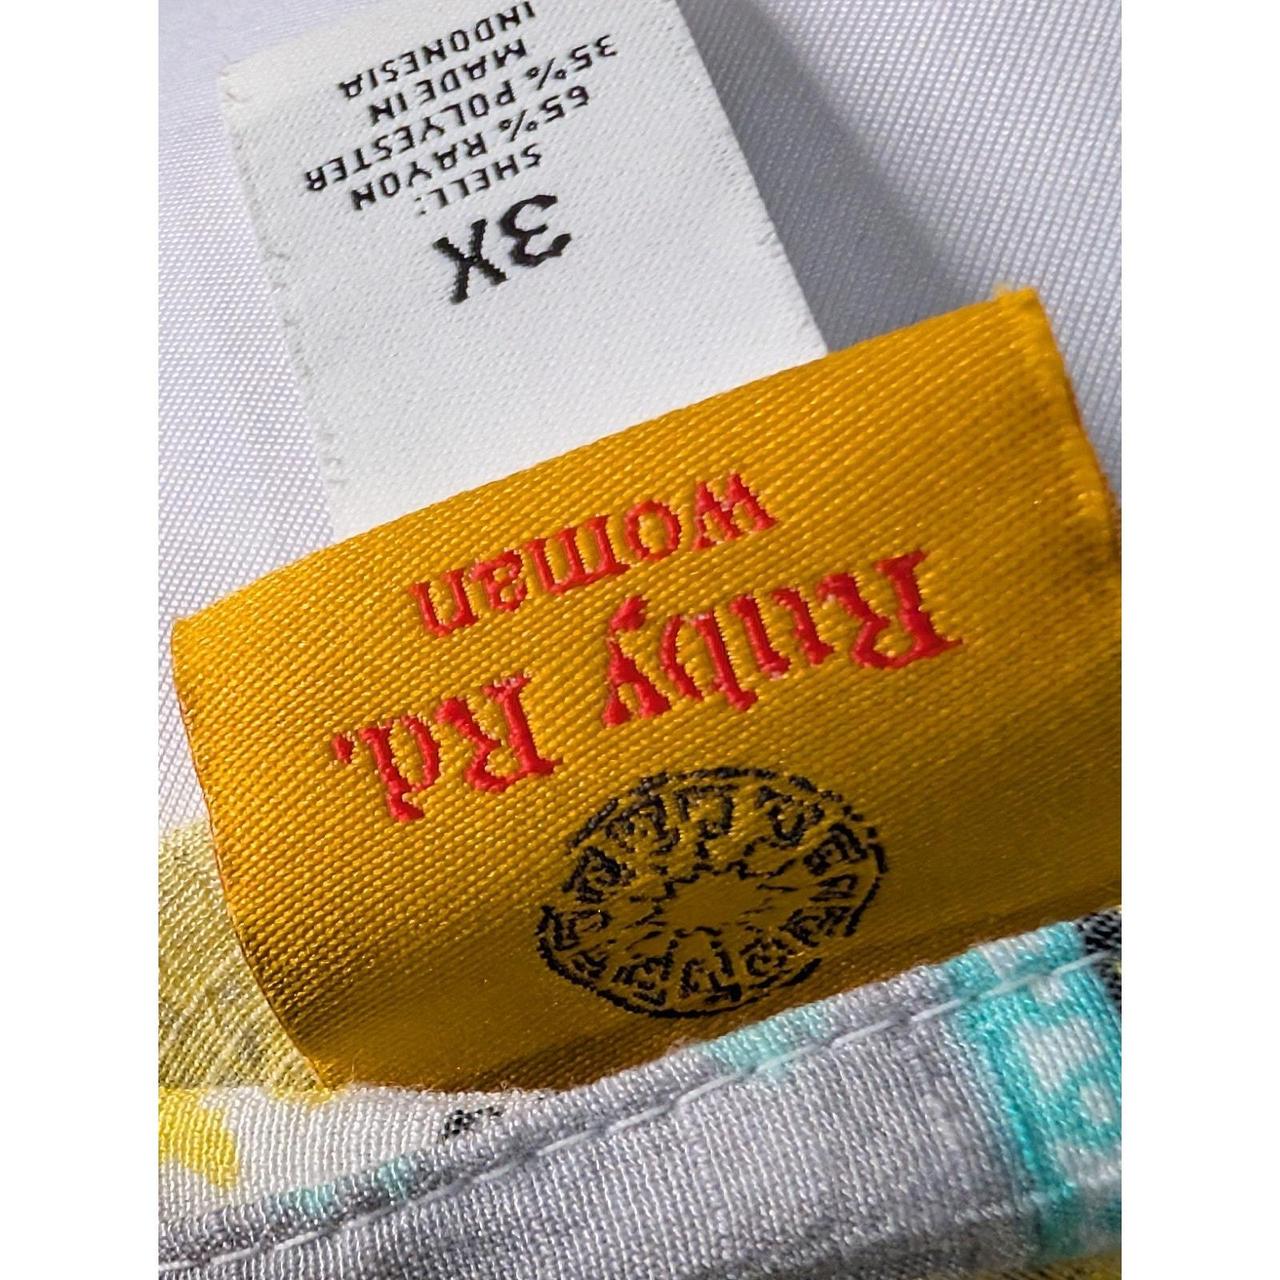 Ruby Rd.
woman
3X
SHELL:
65% RAYON
35% POLYESTER
MADE IN
INDONESIA